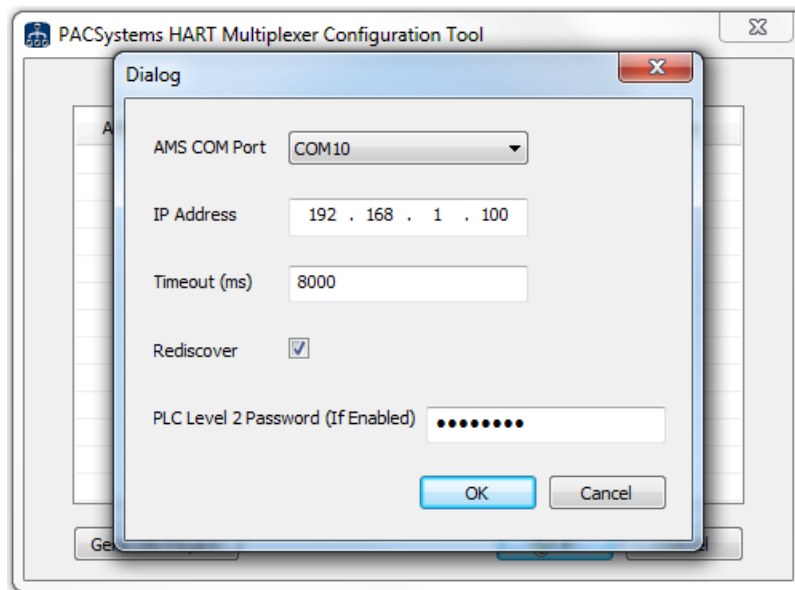 PACSystems HART Multiplexer Configuration Tool
Dialog
AMS COM Port COM10
IP Address 192 . 168 . 1 . 100
Timeout (ms) 8000
Rediscover
PLC Level 2 Password (If Enabled) ●●●●●●●●
OK Cancel